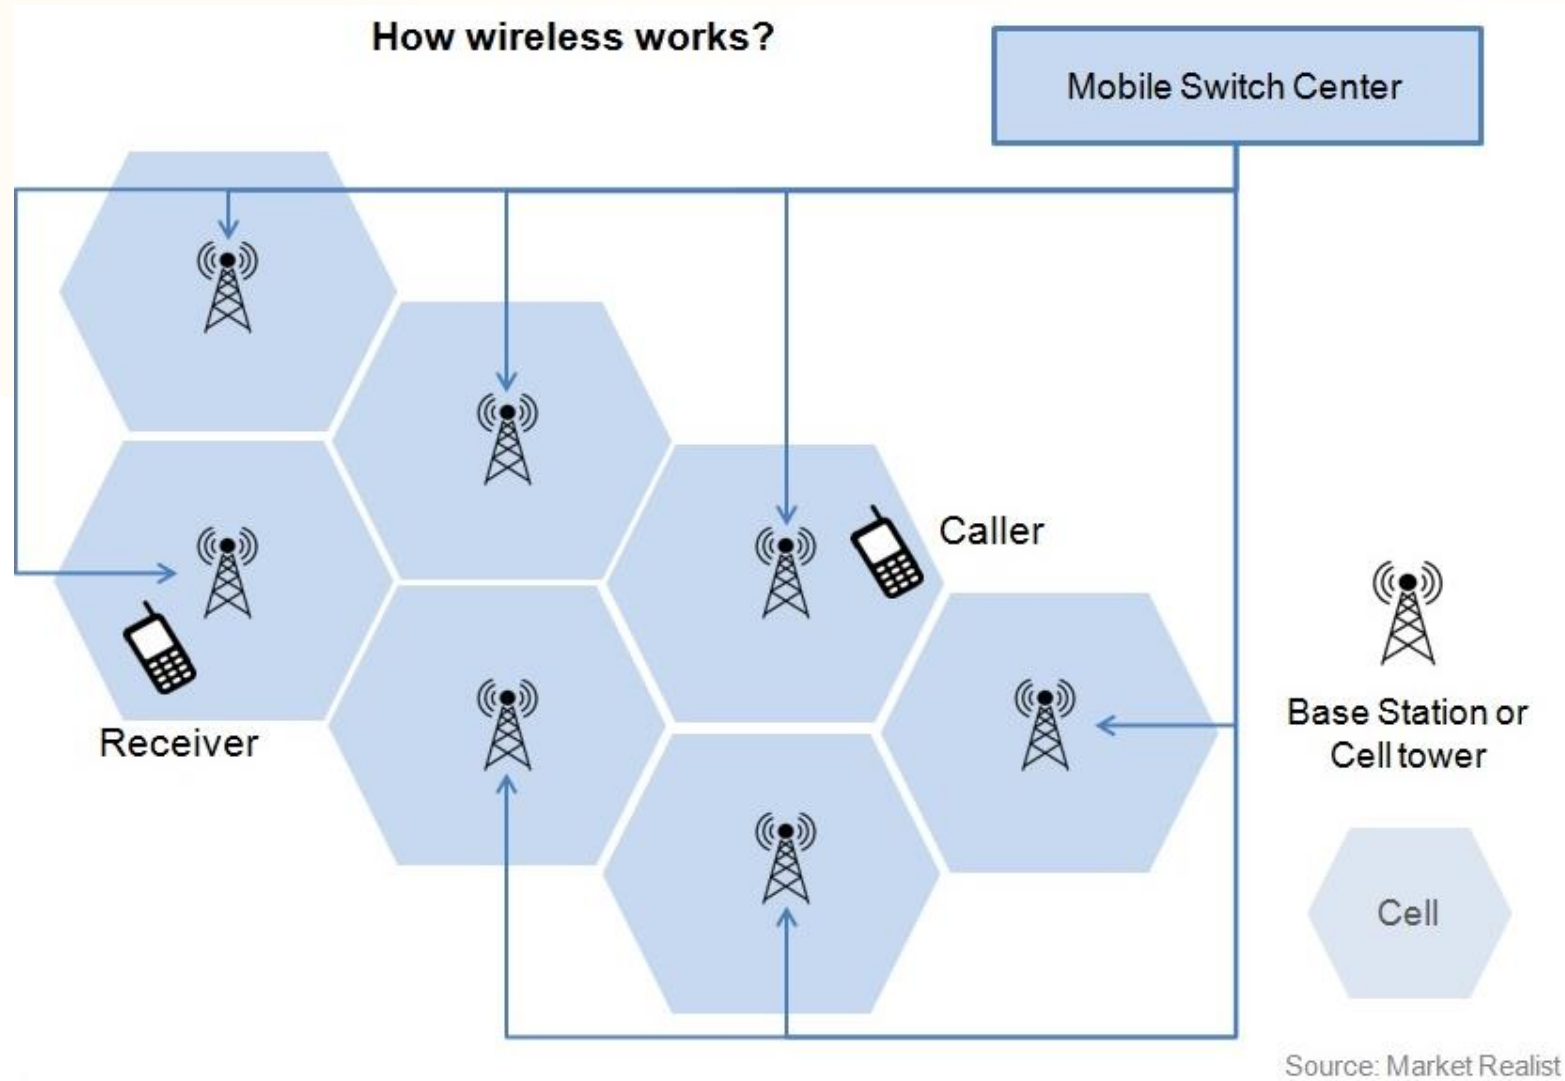 How wireless works?
Mobile Switch Center
Caller
Receiver
Base Station or
Cell tower
Cell
Source: Market Realist